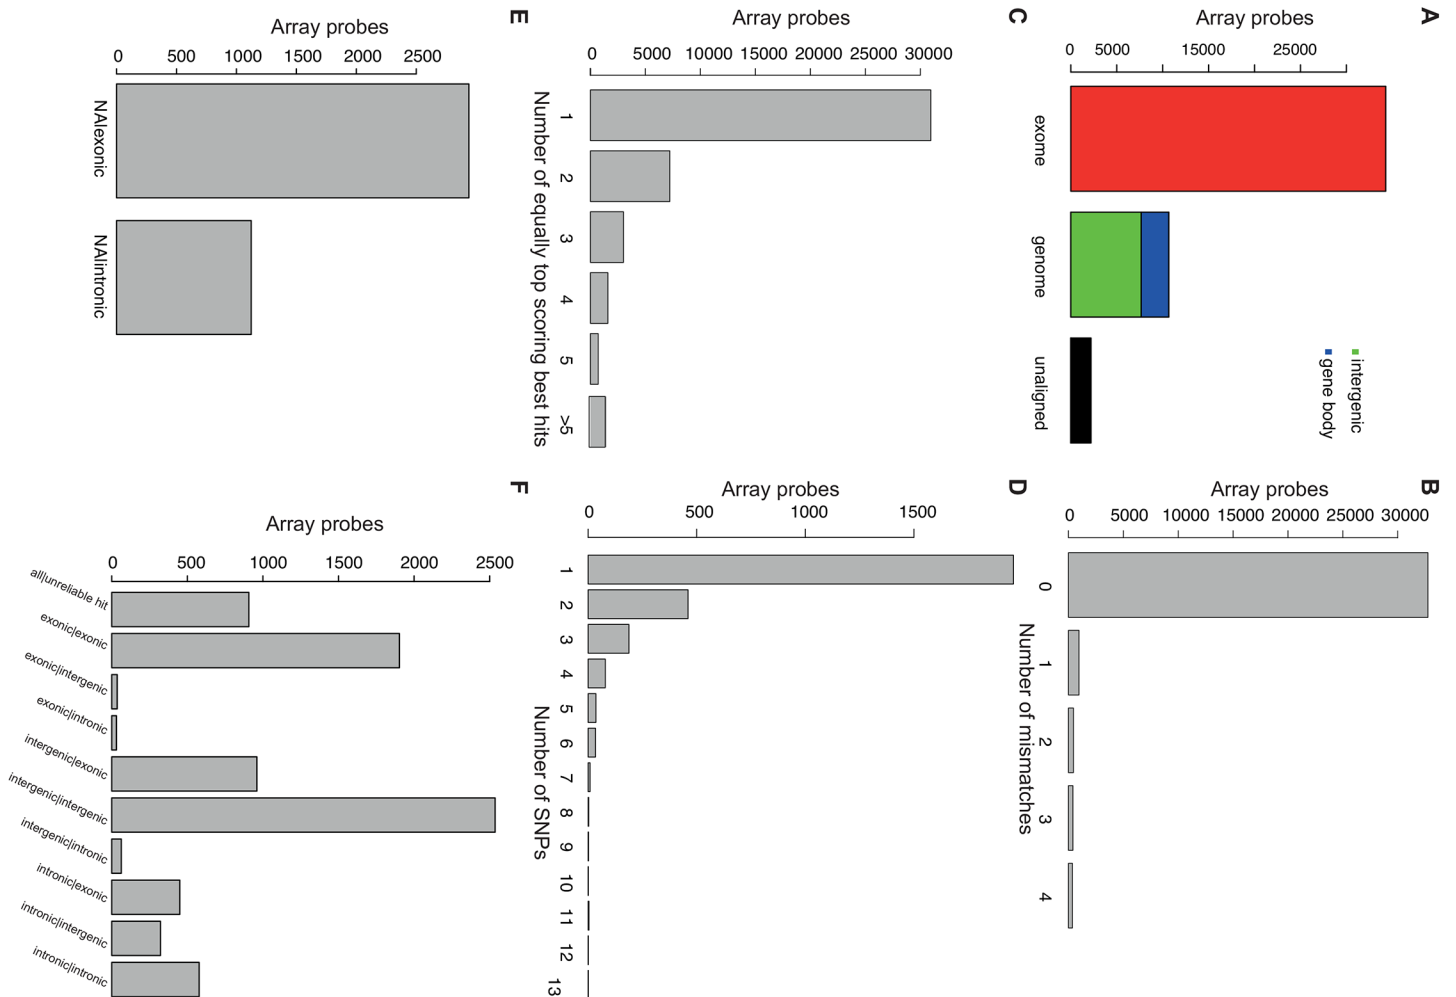 A
Array probes
0 5000 15000 25000
exome genome unaligned
intergenic
gene body
B
Array probes
0 5000 10000 15000 20000 25000 30000
0 1 2 3 4
Number of mismatches
C
Array probes
0 5000 10000 15000 20000 25000 30000
1 2 3 4 5 >5
Number of equally top scoring best hits
D
Array probes
0 500 1000 1500
1 2 3 4 5 6 7 8 9 10 11 12 13
Number of SNPs
E
Array probes
0 500 1000 1500 2000 2500
NA|exonic NA|intronic
F
Array probes
0 500 1000 1500 2000 2500
all|unreliable hit
exonic|exonic
exonic|intergenic
exonic|intronic
intergenic|exonic
intergenic|intergenic
intergenic|intronic
intronic|exonic
intronic|intergenic
intronic|intronic